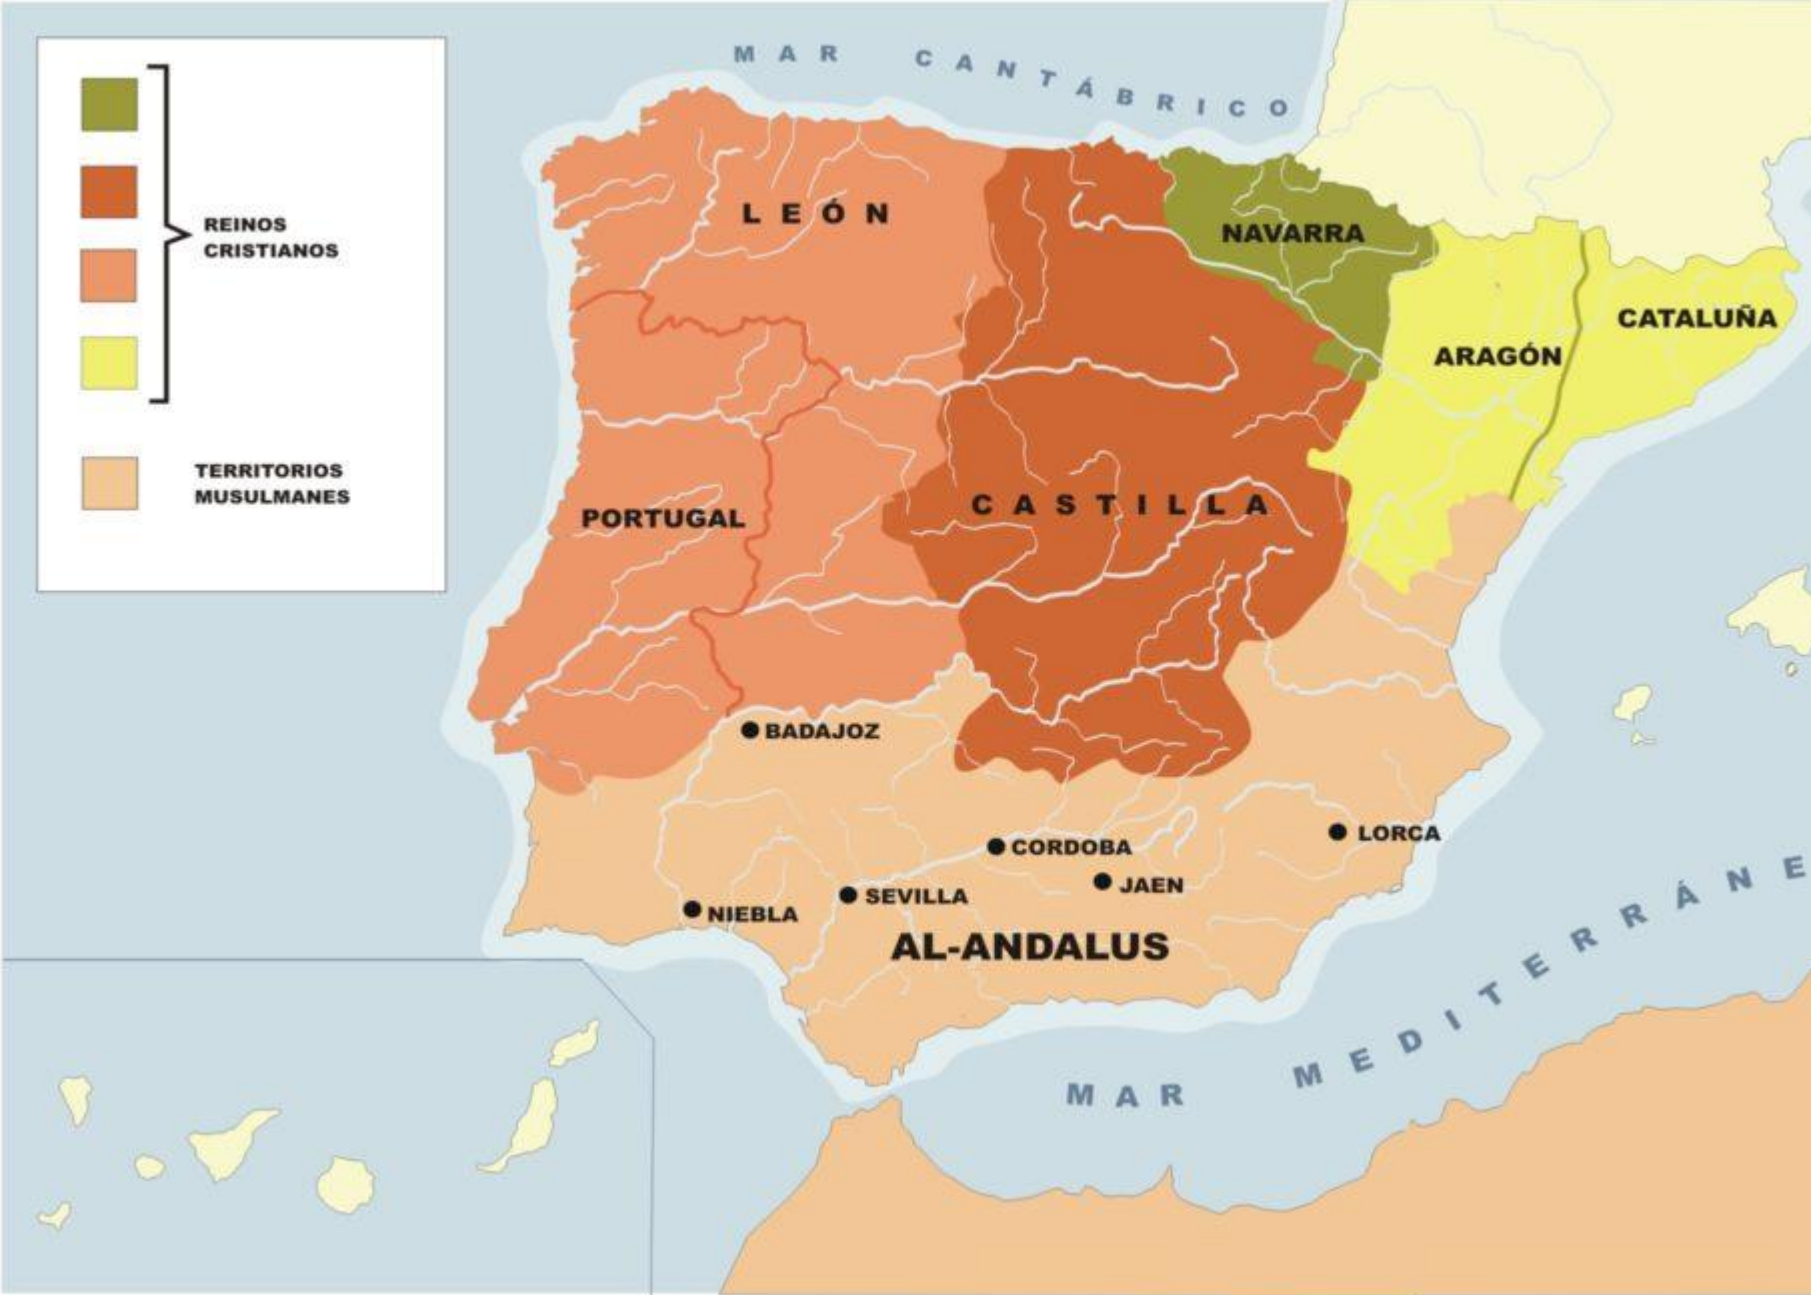 MAR CANTÁBRICO
REINOS
CRISTIANOS
TERRITORIOS
MUSULMANES
LEÓN
NAVARRA
CATALUÑA
ARAGÓN
CASTILLA
PORTUGAL
BADAJOZ
LORCA
CORDOBA
JAEN
SEVILLA
NIEBLA
AL-ANDALUS
MAR MEDITERRÁNE